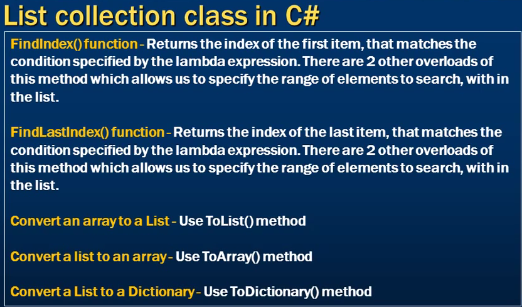 List collection class in C#
FindIndex() function - Returns the index of the first item, that matches the
condition specified by the lambda expression. There are 2 other overloads of
this method which allows us to specify the range of elements to search, with in
the list.
FindLastIndex() function - Returns the index of the last item, that matches the
condition specified by the lambda expression. There are 2 other overloads of
this method which allows us to specify the range of elements to search, with in
the list.
Convert an array to a List - Use ToList() method
Convert a list to an array - Use ToArray() method
Convert a List to a Dictionary - Use ToDictionary() method